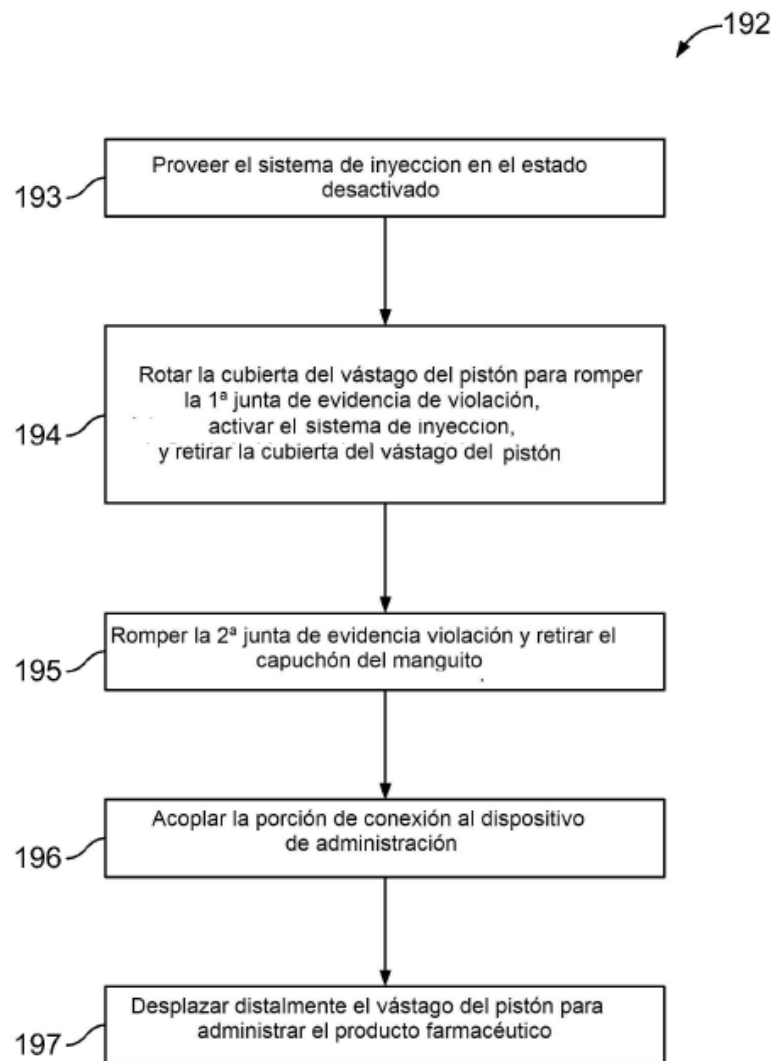 192
193
Proveer el sistema de inyeccion en el estado
desactivado
194
Rotar la cubierta del vástago del pistón para romper
la 1ª junta de evidencia de violación,
activar el sistema de inyeccion,
y retirar la cubierta del vástago del pistón
195
Romper la 2ª junta de evidencia violación y retirar el
capuchón del manguito
196
Acoplar la porción de conexión al dispositivo
de administración
197
Desplazar distalmente el vástago del pistón para
administrar el producto farmacéutico